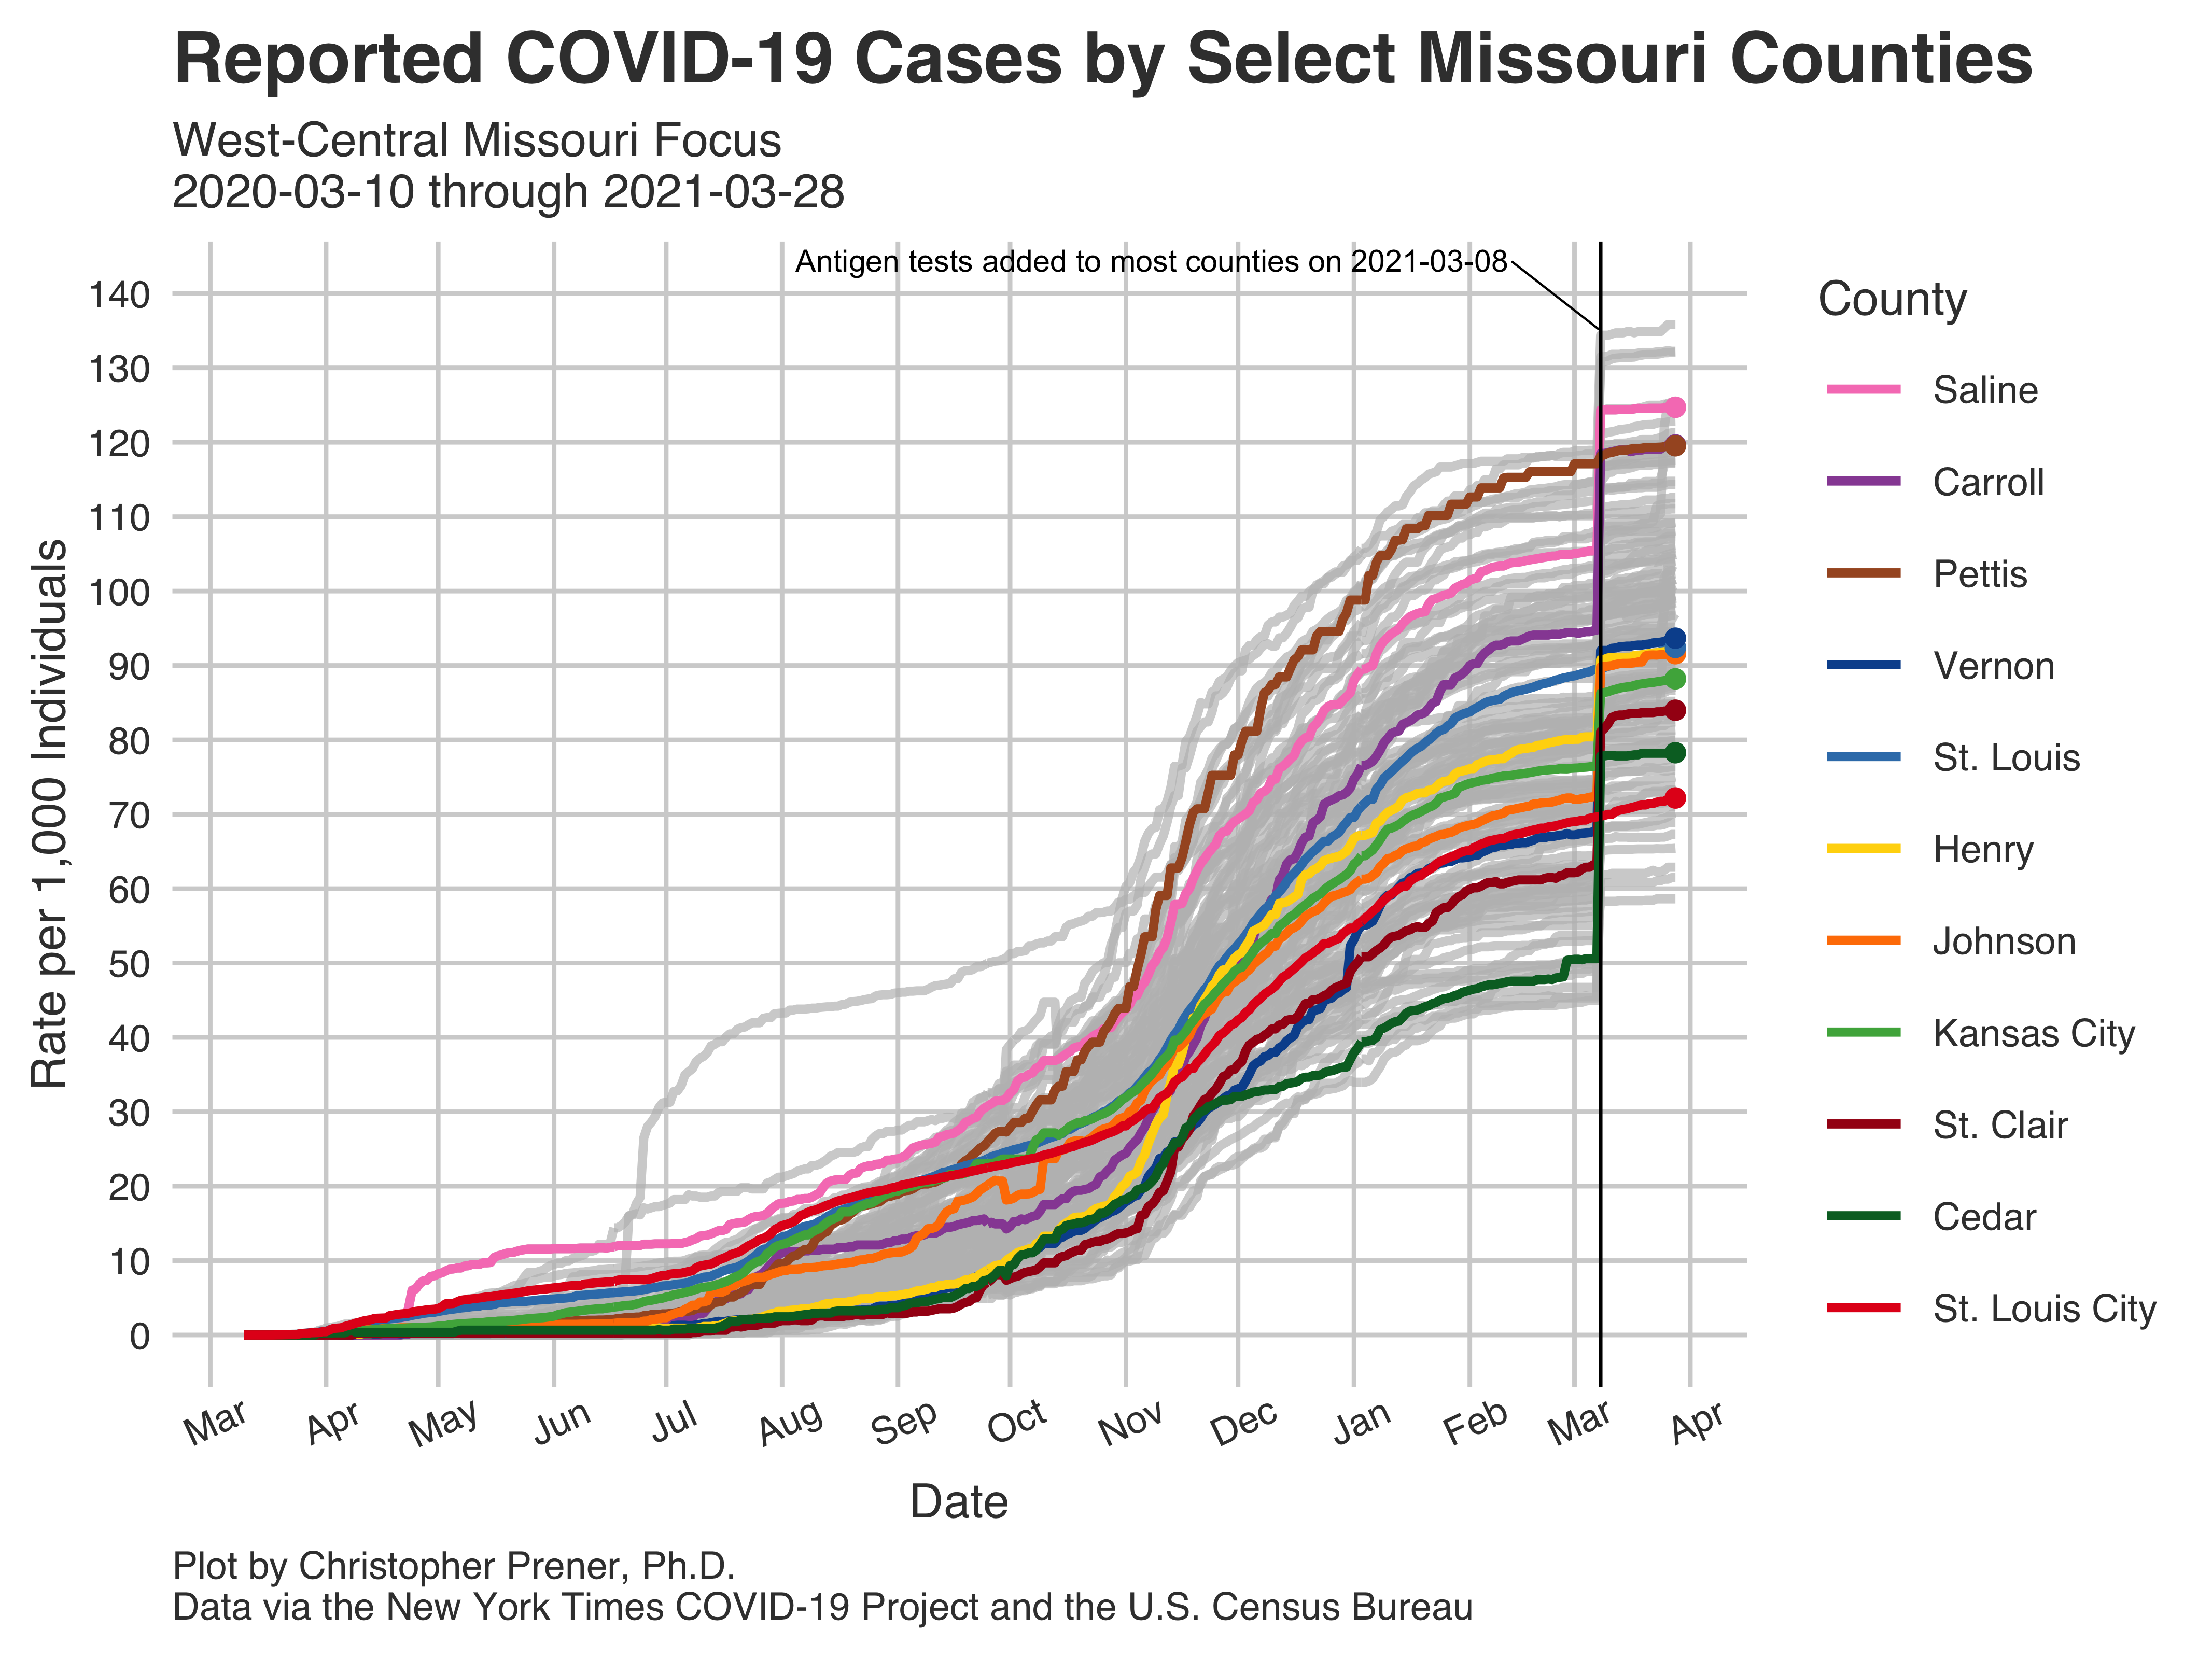 Reported COVID-19 Cases by Select Missouri Counties
West-Central Missouri Focus
2020-03-10 through 2021-03-28
Antigen tests added to most counties on 2021-03-08
140
130
120
110
100
90
80
70
60
50
40
30
20
10
0
Rate per 1,000 Individuals
Mar Apr May Jun Jul Aug Sep Oct Nov Dec Jan Feb Mar Apr
Date
County
Saline
Carroll
Pettis
Vernon
St. Louis
Henry
Johnson
Kansas City
St. Clair
Cedar
St. Louis City
Plot by Christopher Prener, Ph.D.
Data via the New York Times COVID-19 Project and the U.S. Census Bureau